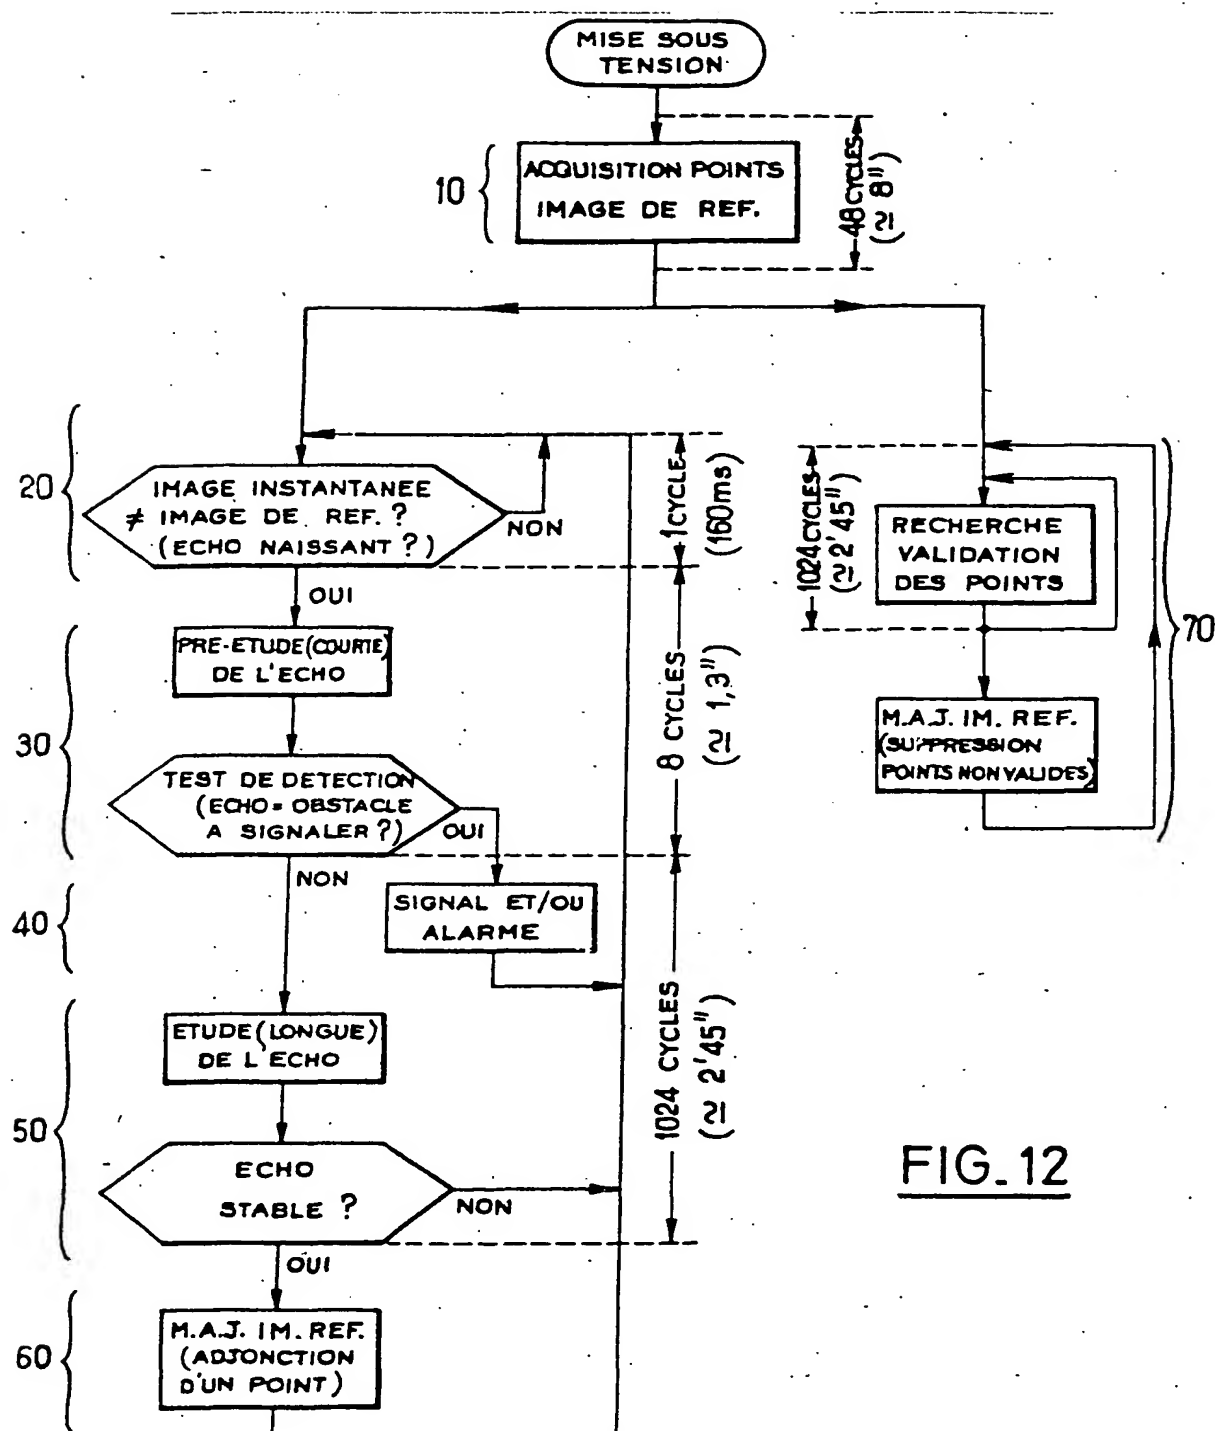 MISE SOUS
TENSION
10
ACQUISITION POINTS
IMAGE DE REF.
48 CYCLES
(≃ 8")
20
IMAGE INSTANTANEE
≠ IMAGE DE REF. ?
(ECHO NAISSANT ?)
NON
1 CYCLE
(160ms)
OUI
30
PRE-ETUDE (COURTE)
DE L'ECHO
8 CYCLES
(≃ 1,3")
TEST DE DETECTION
(ECHO = OBSTACLE
A SIGNALER ?)
OUI
NON
40
SIGNAL ET/OU
ALARME
50
ETUDE (LONGUE)
DE L'ECHO
1024 CYCLES
(≃ 2'45")
ECHO
STABLE ?
NON
OUI
60
M.A.J. IM. REF.
(ADJONCTION
D'UN POINT)
1024 CYCLES
(≃ 2'45")
RECHERCHE
VALIDATION
DES POINTS
70
M.A.J. IM. REF.
(SUPPRESSION
POINTS NON VALIDES)
FIG_12